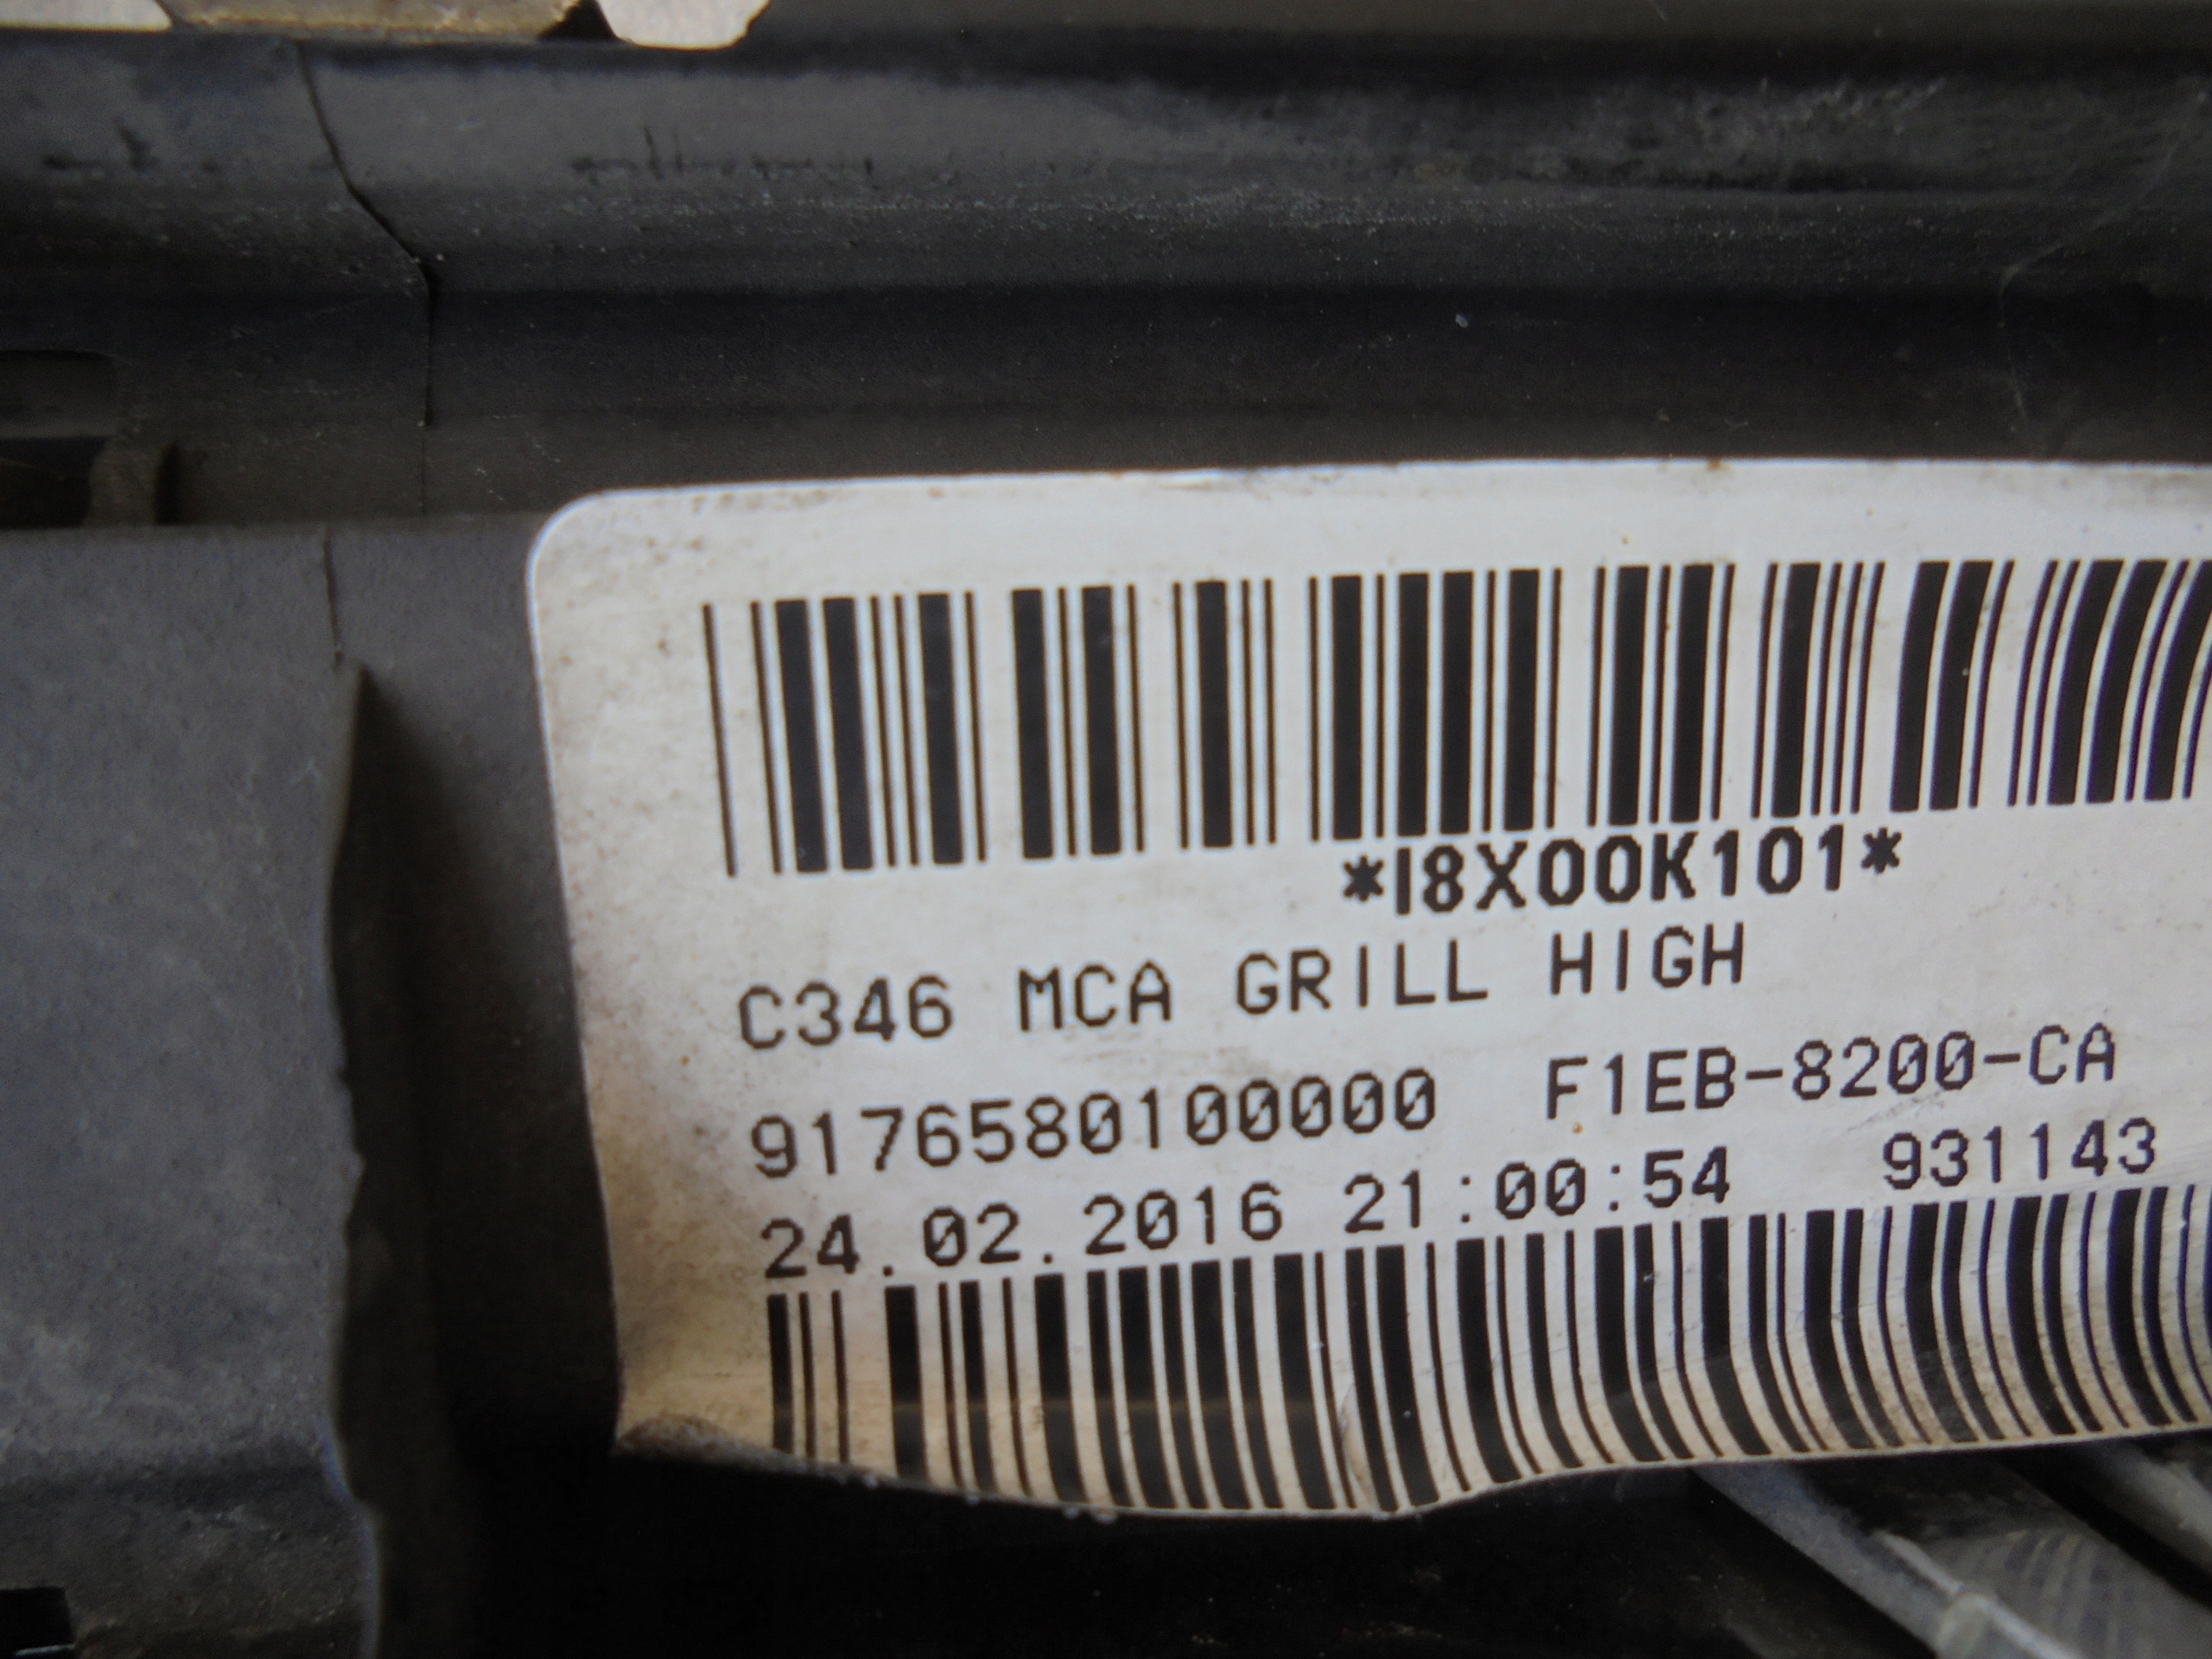 *I8X00K101*
C346 MCA GRILL HIGH
9176580100000 F1EB-8200-CA
24.02.2016 21:00:54 931143